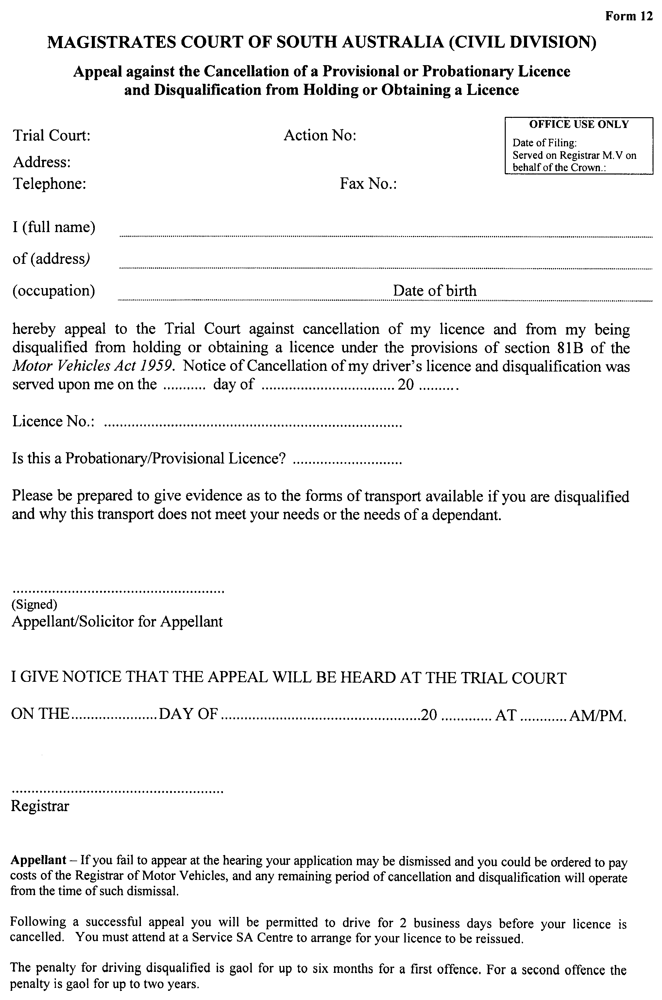 Form 12
MAGISTRATES COURT OF SOUTH AUSTRALIA (CIVIL DIVISION)
Appeal against the Cancellation of a Provisional or Probationary Licence
and Disqualification from Holding or Obtaining a Licence
OFFICE USE ONLY
Date of Filing:
Served on Registrar M.V on
behalf of the Crown.:
Trial Court: Action No:
Address:
Telephone: Fax No.:
I (full name)
of (address)
(occupation) Date of birth
hereby appeal to the Trial Court against cancellation of my licence and from my being
disqualified from holding or obtaining a licence under the provisions of section 81B of the
Motor Vehicles Act 1959. Notice of Cancellation of my driver's licence and disqualification was
served upon me on the ........... day of .................................. 20 ..........
Licence No.: ............................................................................
Is this a Probationary/Provisional Licence? ............................
Please be prepared to give evidence as to the forms of transport available if you are disqualified
and why this transport does not meet your needs or the needs of a dependant.
......................................................
(Signed)
Appellant/Solicitor for Appellant
I GIVE NOTICE THAT THE APPEAL WILL BE HEARD AT THE TRIAL COURT
ON THE......................DAY OF...................................................20 ............. AT ............ AM/PM.
......................................................
Registrar
Appellant – If you fail to appear at the hearing your application may be dismissed and you could be ordered to pay
costs of the Registrar of Motor Vehicles, and any remaining period of cancellation and disqualification will operate
from the time of such dismissal.
Following a successful appeal you will be permitted to drive for 2 business days before your licence is
cancelled. You must attend at a Service SA Centre to arrange for your licence to be reissued.
The penalty for driving disqualified is gaol for up to six months for a first offence. For a second offence the
penalty is gaol for up to two years.